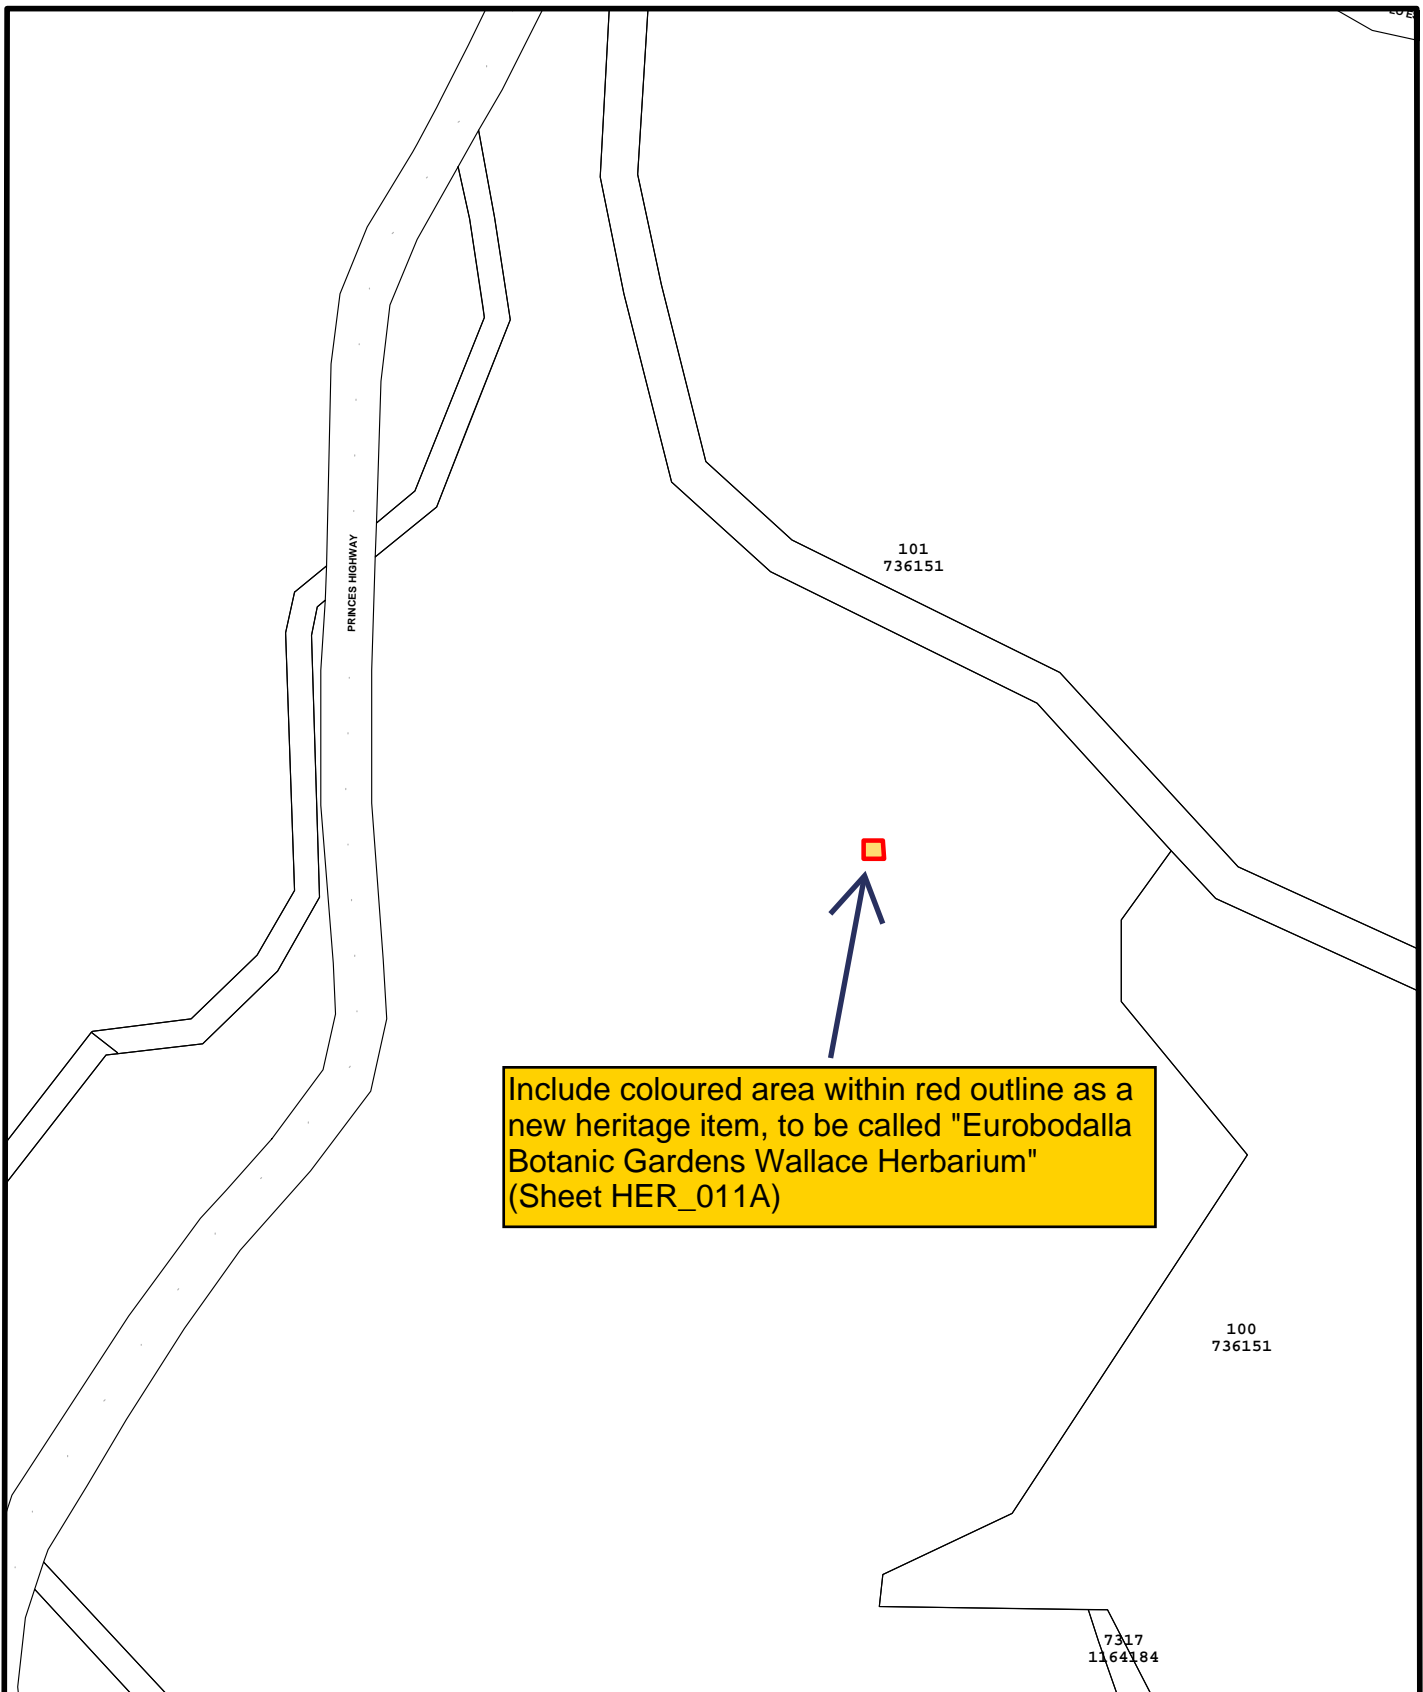 101
736151
PRINCES HIGHWAY
Include coloured area within red outline as a
new heritage item, to be called "Eurobodalla
Botanic Gardens Wallace Herbarium"
(Sheet HER_011A)
100
736151
7317
1164184